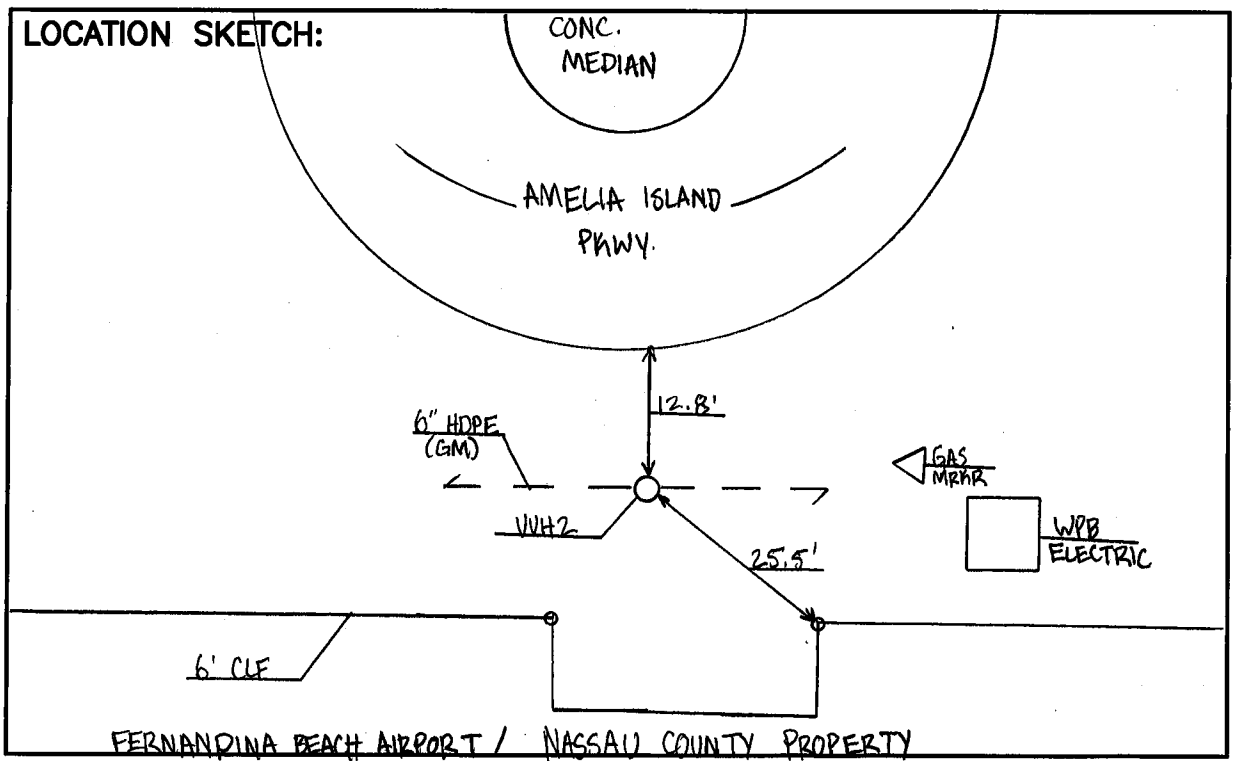 LOCATION SKETCH:
CONC.
MEDIAN
AMELIA ISLAND
PKWY.
12.8'
6" HDPE
(GM)
GAS
MRKR
VVH2
WPB
ELECTRIC
25.5'
6' CLF
FERNANDINA BEACH AIRPORT / NASSAU COUNTY PROPERTY